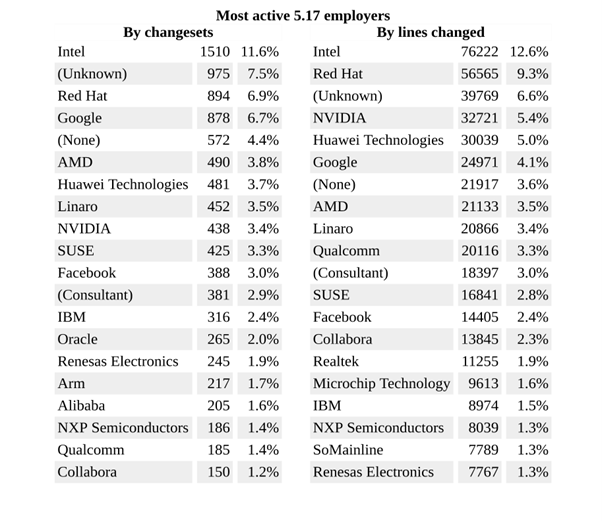 Most active 5.17 employers
By changesets By lines changed
Intel 1510 11.6% Intel 76222 12.6%
(Unknown) 975 7.5% Red Hat 56565 9.3%
Red Hat 894 6.9% (Unknown) 39769 6.6%
Google 878 6.7% NVIDIA 32721 5.4%
(None) 572 4.4% Huawei Technologies 30039 5.0%
AMD 490 3.8% Google 24971 4.1%
Huawei Technologies 481 3.7% (None) 21917 3.6%
Linaro 452 3.5% AMD 21133 3.5%
NVIDIA 438 3.4% Linaro 20866 3.4%
SUSE 425 3.3% Qualcomm 20116 3.3%
Facebook 388 3.0% (Consultant) 18397 3.0%
(Consultant) 381 2.9% SUSE 16841 2.8%
IBM 316 2.4% Facebook 14405 2.4%
Oracle 265 2.0% Collabora 13845 2.3%
Renesas Electronics 245 1.9% Realtek 11255 1.9%
Arm 217 1.7% Microchip Technology 9613 1.6%
Alibaba 205 1.6% IBM 8974 1.5%
NXP Semiconductors 186 1.4% NXP Semiconductors 8039 1.3%
Qualcomm 185 1.4% SoMainline 7789 1.3%
Collabora 150 1.2% Renesas Electronics 7767 1.3%